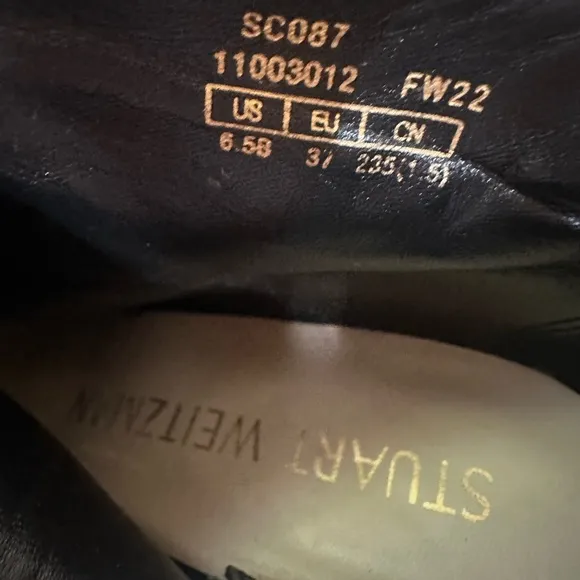 SC087
11003012 FW22
US EU CN
6.5B 37 235(1.5)
STUART WEITZMAN